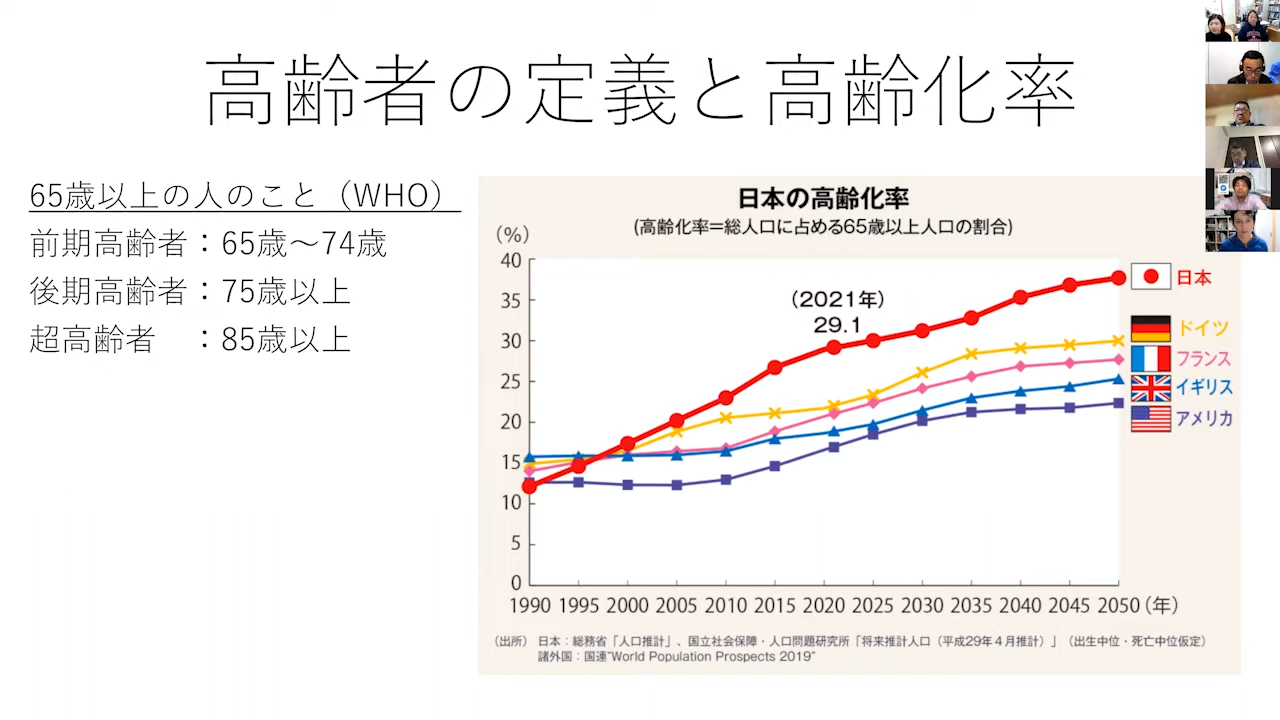 高齢者の定義と高齢化率
65歳以上の人のこと（WHO）
前期高齢者：65歳～74歳
後期高齢者：75歳以上
超高齢者　：85歳以上
日本の高齢化率
(高齢化率＝総人口に占める65歳以上人口の割合)
(%)
40
35
30
25
20
15
10
5
0
（2021年）
29.1
日本
ドイツ
フランス
イギリス
アメリカ
1990 1995 2000 2005 2010 2015 2020 2025 2030 2035 2040 2045 2050（年）
（出所） 日本：総務省「人口推計」、国立社会保障・人口問題研究所「将来推計人口（平成29年４月推計）」（出生中位・死亡中位仮定）
諸外国：国連"World Population Prospects 2019"